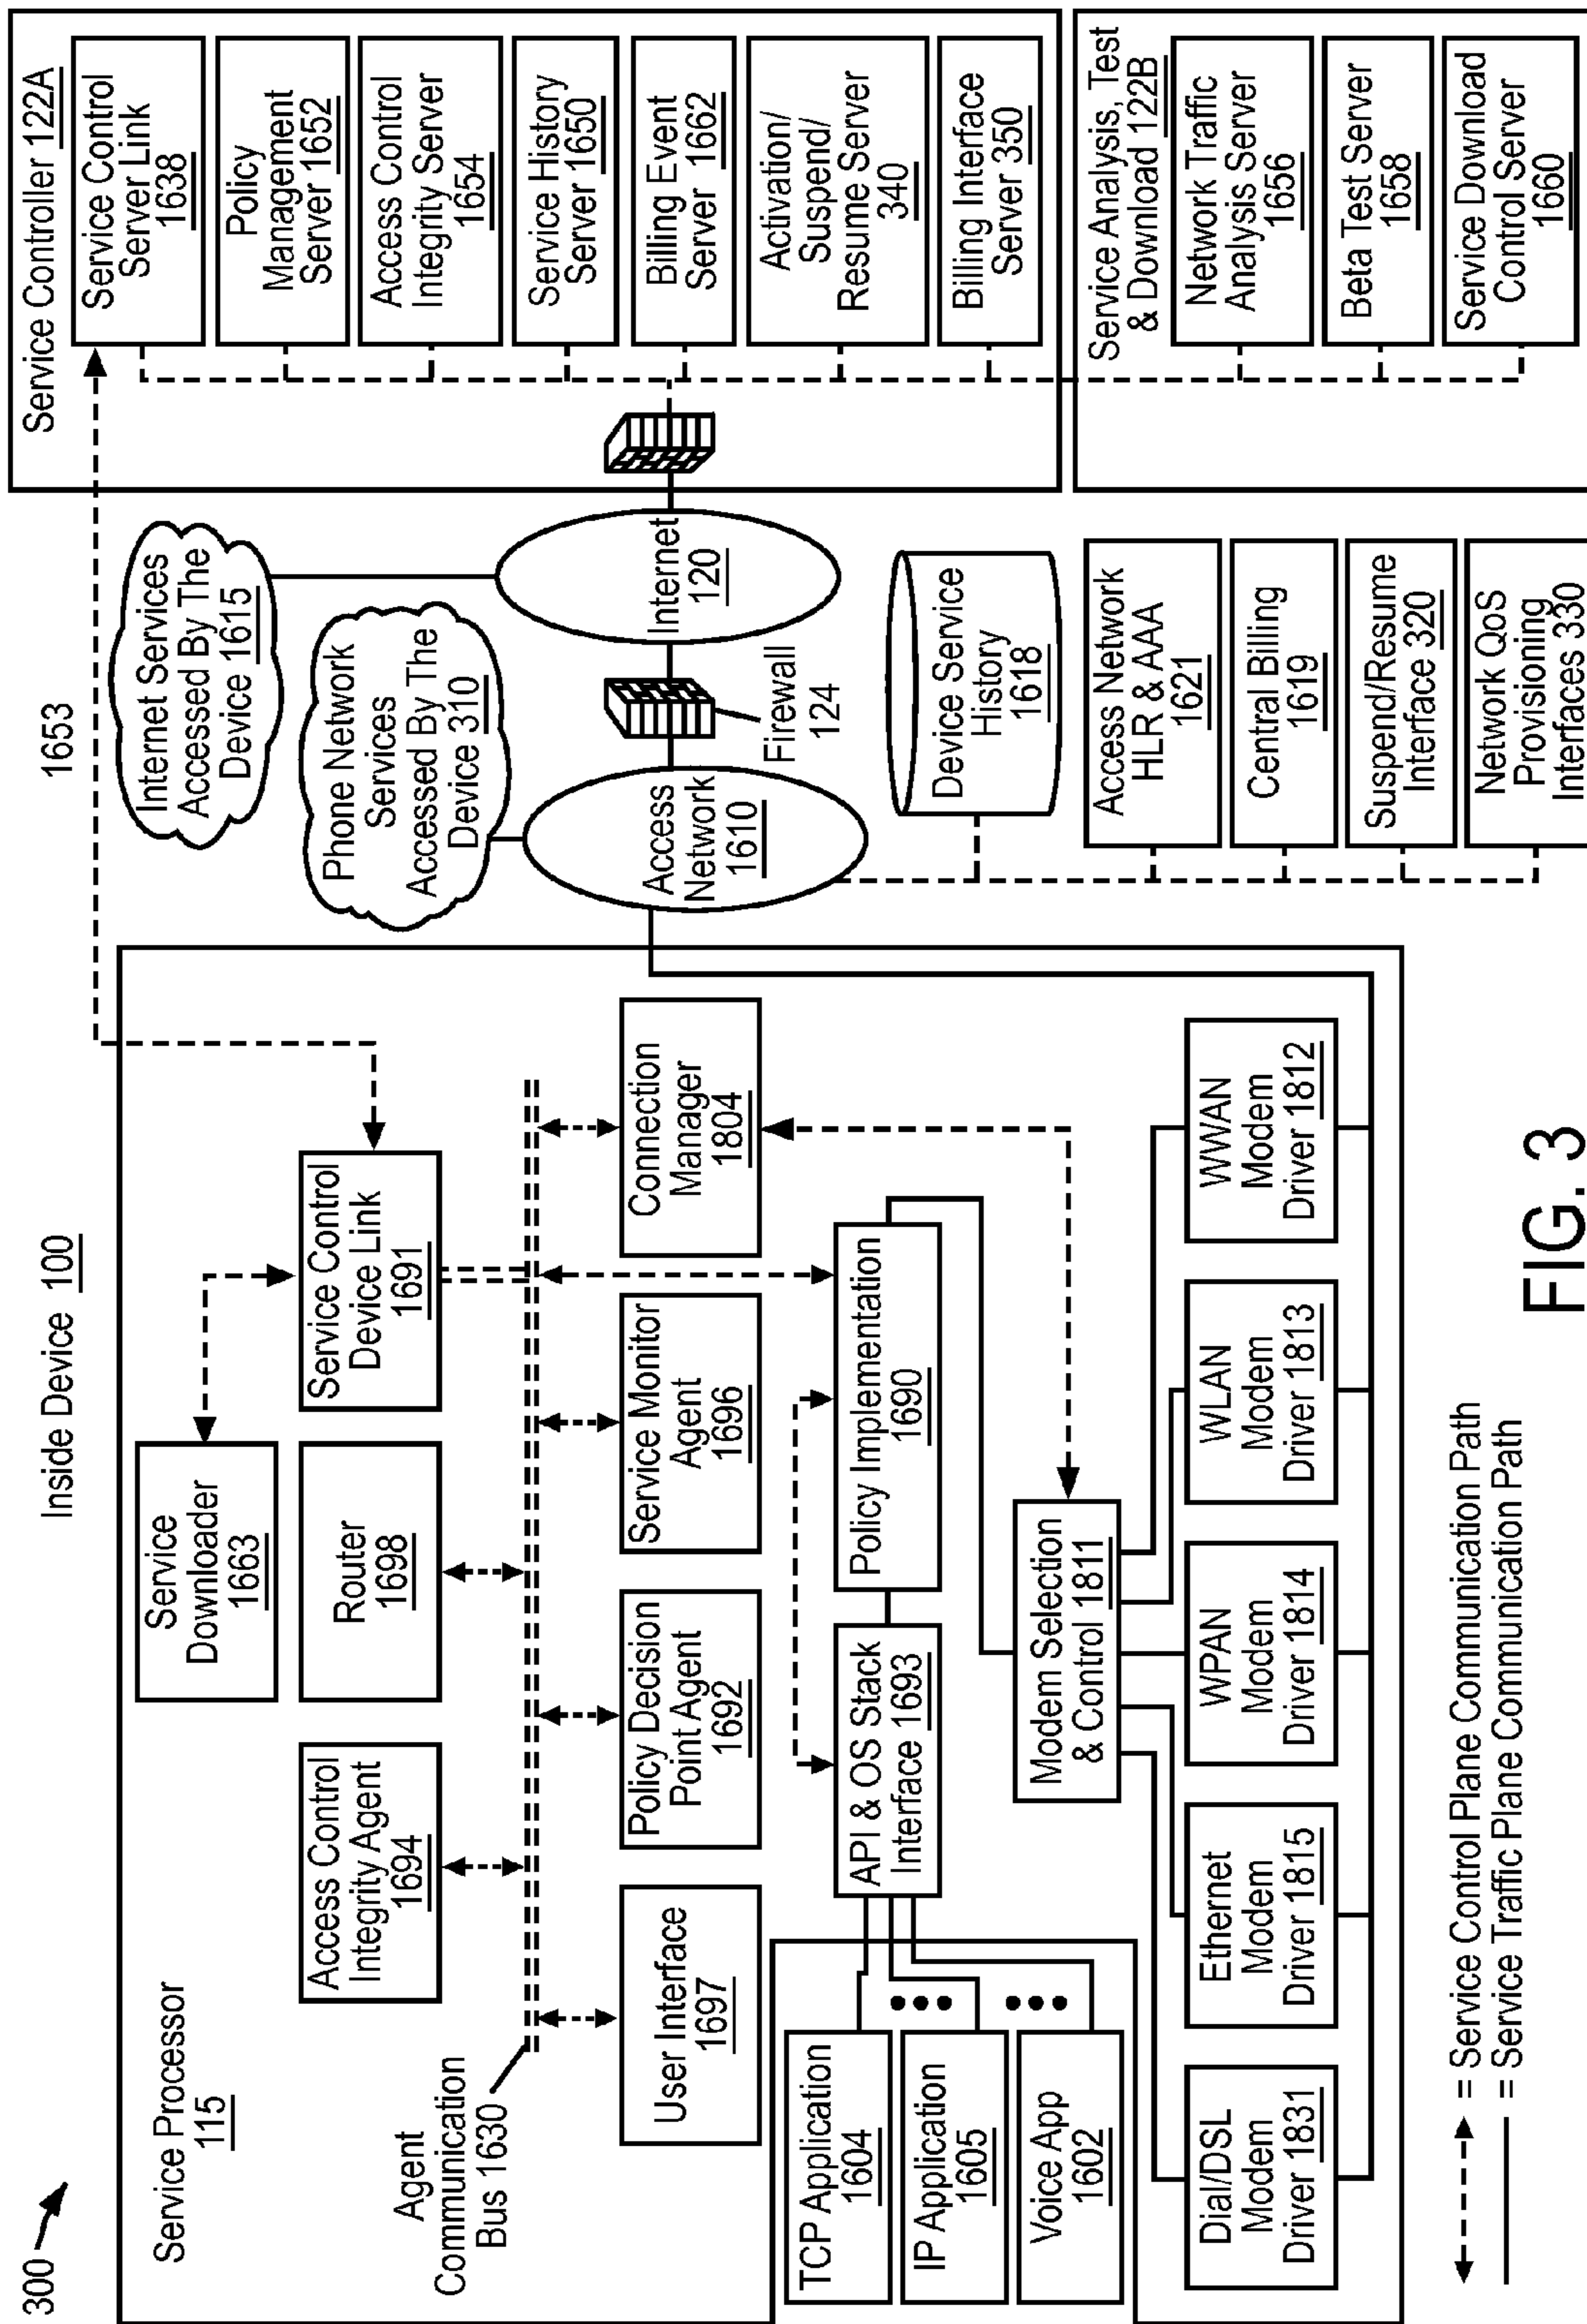 300
Inside Device 100
Service Processor
115
Service
Downloader
1663
Access Control
Integrity Agent
1694
Router
1698
Service Control
Device Link
1691
Agent
Communication
Bus 1630
User Interface
1697
Policy Decision
Point Agent
1692
Service Monitor
Agent
1696
Connection
Manager
1804
TCP Application
1604
IP Application
1605
Voice App
1602
API & OS Stack
Interface 1693
Policy Implementation
1690
Modem Selection
& Control 1811
Dial/DSL
Modem
Driver 1831
Ethernet
Modem
Driver 1815
WPAN
Modem
Driver 1814
WLAN
Modem
Driver 1813
WWAN
Modem
Driver 1812
= Service Control Plane Communication Path
= Service Traffic Plane Communication Path
FIG. 3
1653
Internet Services
Accessed By The
Device 1615
Phone Network
Services
Accessed By The
Device 310
Access
Network
1610
Internet
120
Firewall
124
Device Service
History
1618
Access Network
HLR & AAA
1621
Central Billing
1619
Suspend/Resume
Interface 320
Network QoS
Provisioning
Interfaces 330
Service Controller 122A
Service Control
Server Link
1638
Policy
Management
Server 1652
Access Control
Integrity Server
1654
Service History
Server 1650
Billing Event
Server 1662
Activation/
Suspend/
Resume Server
340
Billing Interface
Server 350
Service Analysis, Test
& Download 122B
Network Traffic
Analysis Server
1656
Beta Test Server
1658
Service Download
Control Server
1660